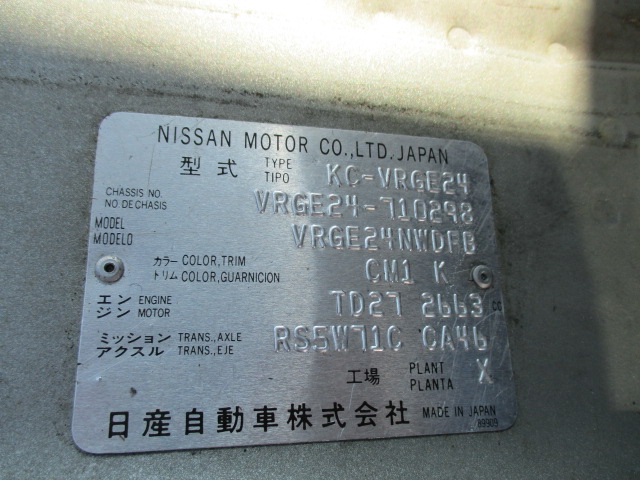 NISSAN MOTOR CO.,LTD. JAPAN
型式 TYPE TIPO KC-VRGE24
CHASSIS NO. NO DE CHASIS VRGE24-710298
MODEL MODELO VRGE24NWDFB
カラー COLOR,TRIM
トリム COLOR,GUARNICION CM1 K
エンジン ENGINE MOTOR TD27 2663 CC
ミッション TRANS.,AXLE
アクスル TRANS.,EJE RS5W71C CA46
工場 PLANT PLANTA X
日産自動車株式会社 MADE IN JAPAN
89909